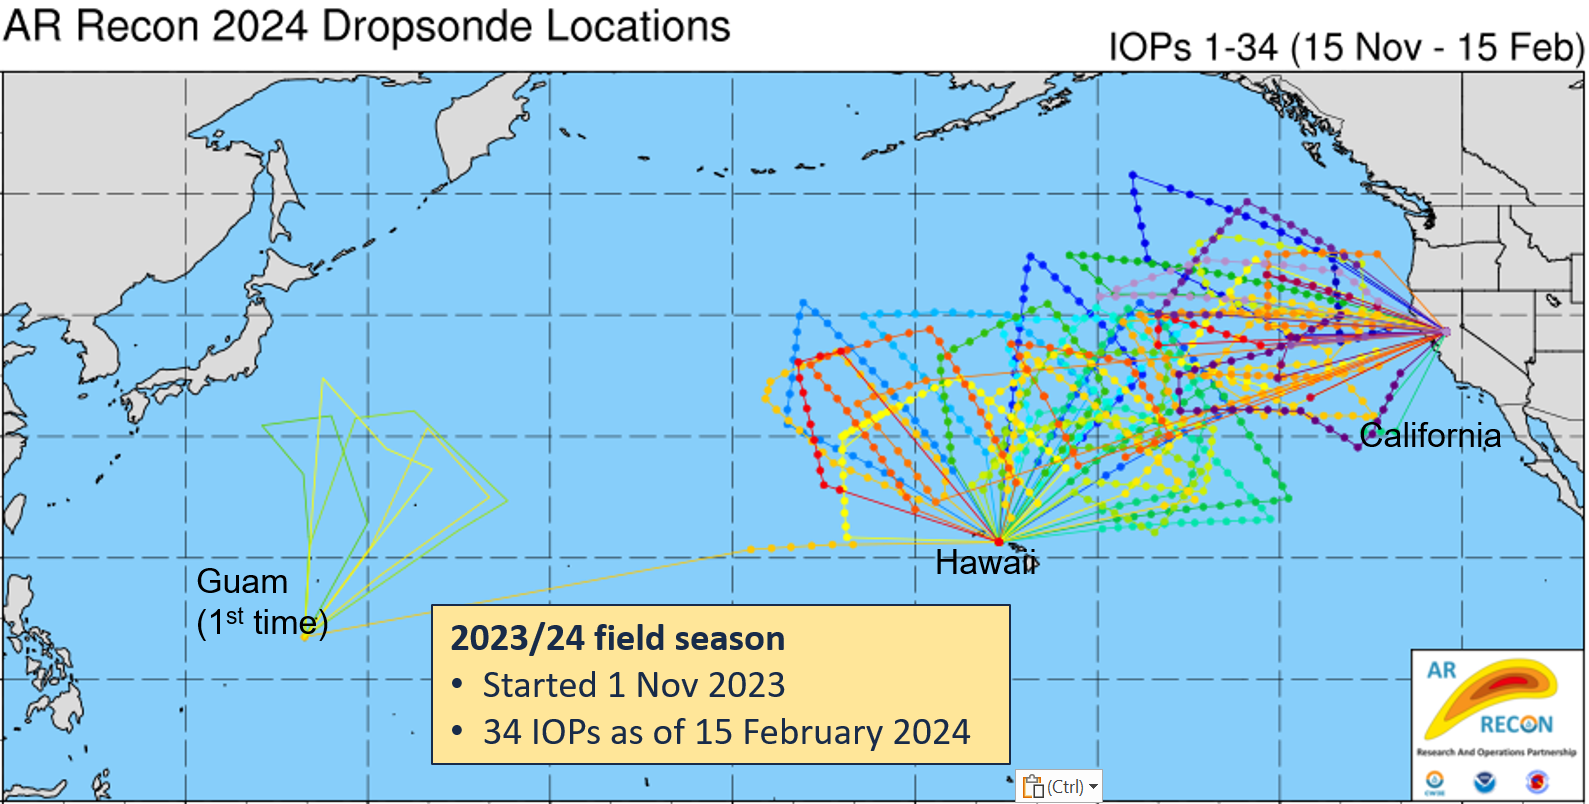 AR Recon 2024 Dropsonde Locations
IOPs 1-34 (15 Nov - 15 Feb)
California
Hawaii
Guam
(1st time)
2023/24 field season
• Started 1 Nov 2023
• 34 IOPs as of 15 February 2024
AR
RECON
Research And Operations Partnership
CW3E
(Ctrl)